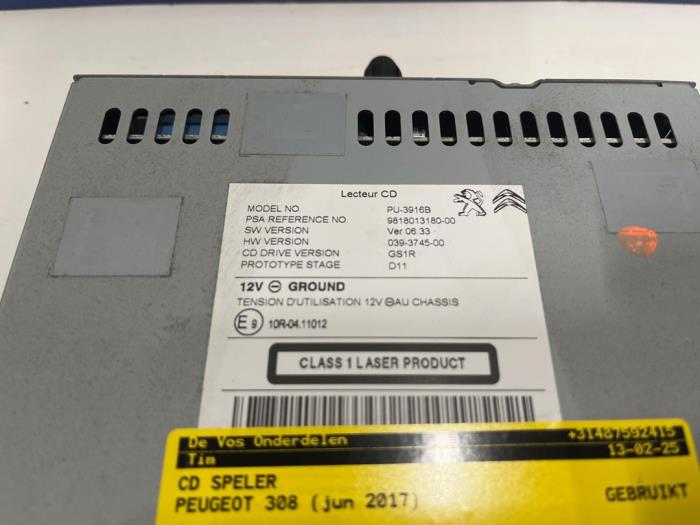 Lecteur CD
MODEL NO. PU-3916B
PSA REFERENCE NO. 9818013180-00
SW VERSION Ver 06.33
HW VERSION 039-3745-00
CD DRIVE VERSION GS1R
PROTOTYPE STAGE D11
12V ⊖ GROUND
TENSION D'UTILISATION 12V ⊖AU CHASSIS
E9 10R-04.11012
CLASS 1 LASER PRODUCT
De Vos Onderdelen +31487592415
Tim 13-02-25
CD SPELER
PEUGEOT 308 (jun 2017) GEBRUIKT